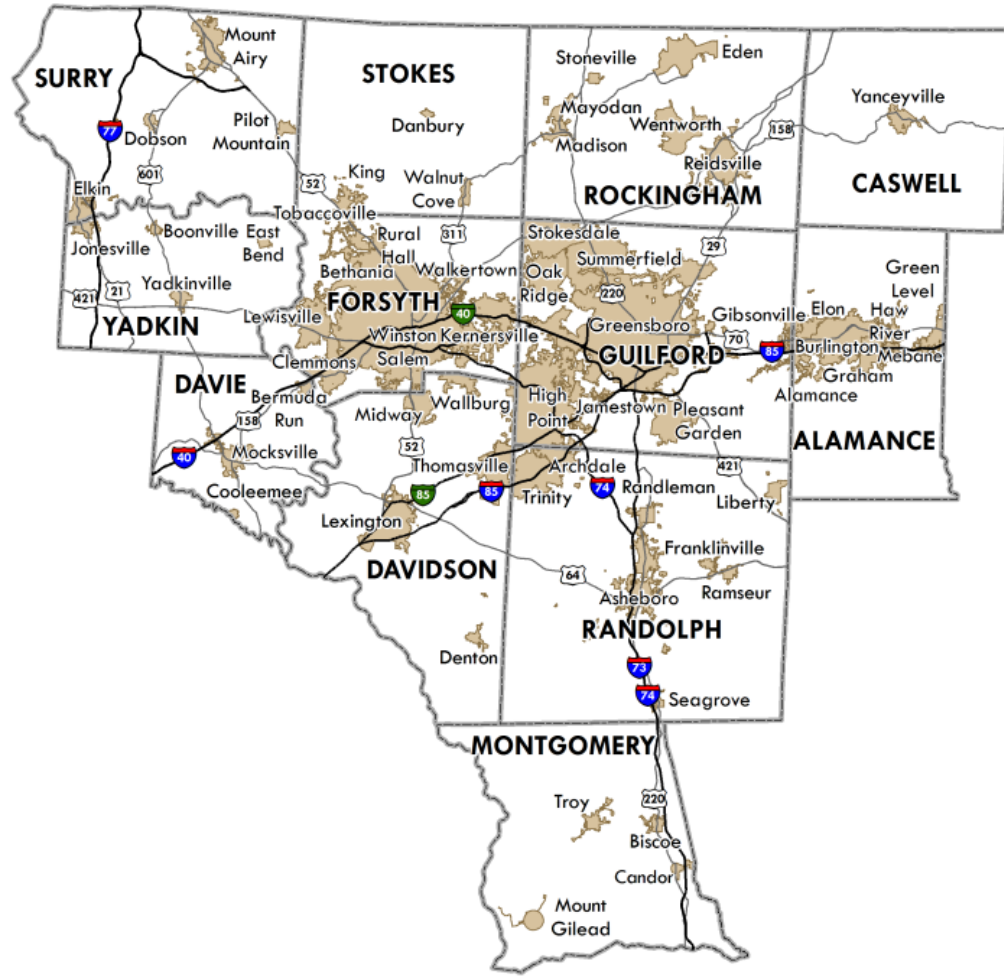 Mount
Airy
SURRY
STOKES
Stoneville
Eden
77
Dobson
Pilot
Mountain
Danbury
Mayodan
Madison
Wentworth
158
Yanceyville
601
Reidsville
52
King
Walnut
Cove
ROCKINGHAM
CASWELL
Elkin
Tobaccoville
Jonesville
Boonville
East
Bend
Rural
Hall
311
Stokesdale
29
Bethania
Walkertown
Oak
Ridge
Summerfield
Green
Level
421
21
Yadkinville
220
YADKIN
Lewisville
FORSYTH
40
Greensboro
Gibsonville
Elon
Haw
River
Winston
Salem
Kernersville
70
85
Burlington
Mebane
GUILFORD
Clemmons
Graham
DAVIE
Bermuda
Run
Midway
Wallburg
High
Point
Jamestown
Pleasant
Garden
Alamance
158
52
ALAMANCE
40
Mocksville
Thomasville
Archdale
421
Cooleemee
85
85
Trinity
74
Randleman
Liberty
Lexington
DAVIDSON
64
Franklinville
Ramseur
Asheboro
RANDOLPH
Denton
73
74
Seagrove
MONTGOMERY
Troy
220
Biscoe
Candor
Mount
Gilead